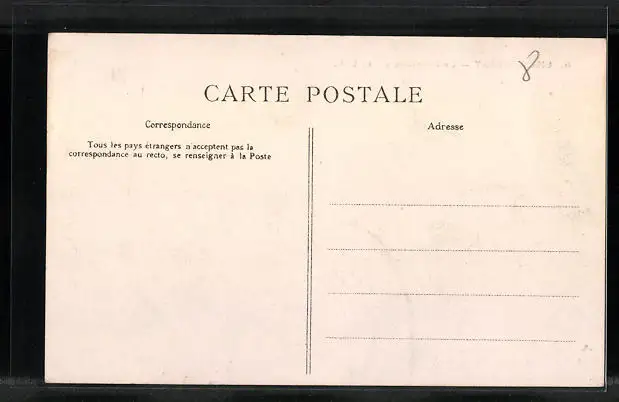 8
CARTE POSTALE
Correspondance
Tous les pays étrangers n'acceptent pas la
correspondance au recto, se renseigner à la Poste
Adresse